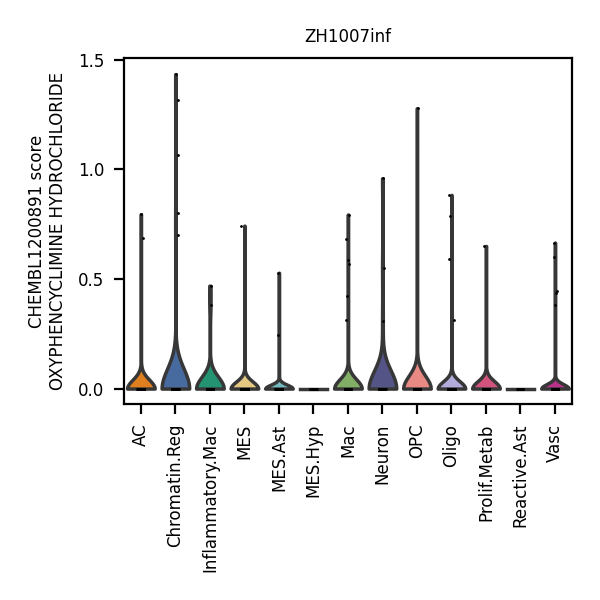 ZH1007inf
CHEMBL1200891 score
OXYPHENCYCLIMINE HYDROCHLORIDE
1.5
1.0
0.5
0.0
AC
Chromatin.Reg
Inflammatory.Mac
MES
MES.Ast
MES.Hyp
Mac
Neuron
OPC
Oligo
Prolif.Metab
Reactive.Ast
Vasc